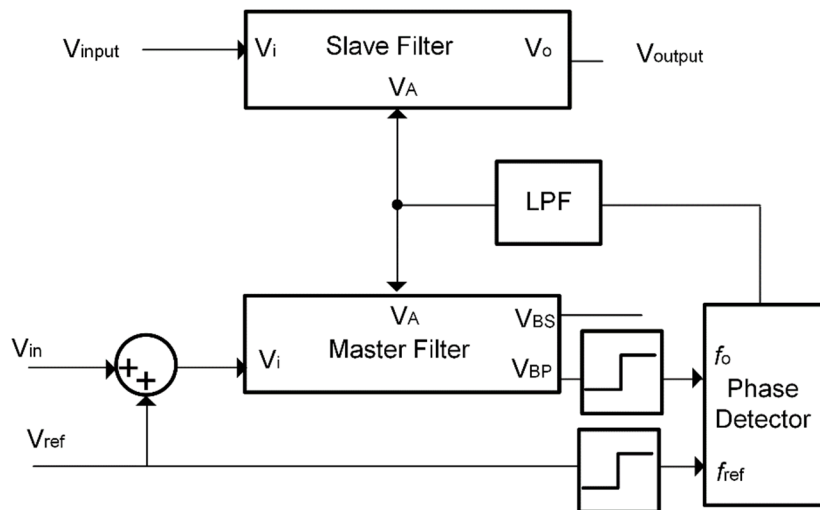 Vinput
Vi
Slave Filter
Vo
Voutput
VA
LPF
VA
VBS
Vin
+
+
Vi
Master Filter
VBP
fo
Phase
Detector
Vref
fref